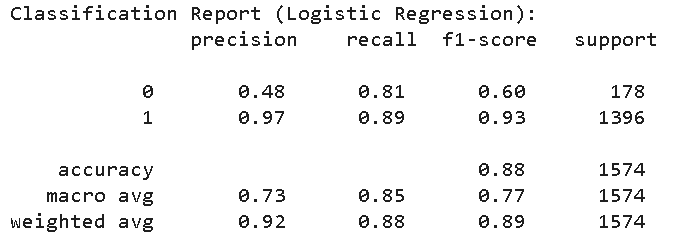 Classification Report (Logistic Regression):
precision recall f1-score support
0 0.48 0.81 0.60 178
1 0.97 0.89 0.93 1396
accuracy 0.88 1574
macro avg 0.73 0.85 0.77 1574
weighted avg 0.92 0.88 0.89 1574